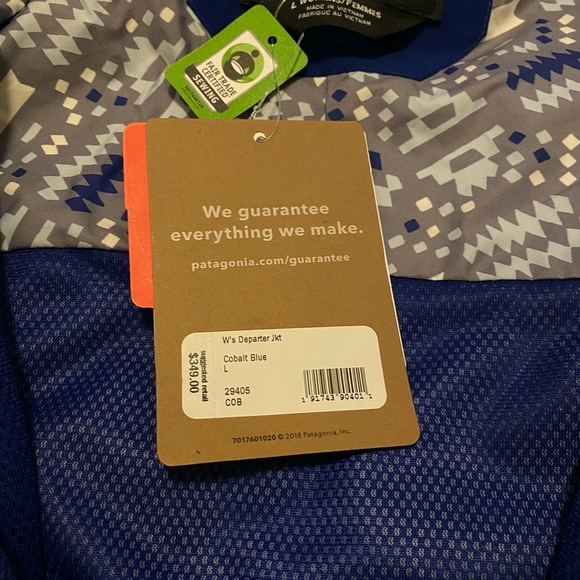 L WOMENS/FEMMES
MADE IN VIETNAM
FABRIQUÉ AU VIETNAM
FAIR TRADE
CERTIFIED
SEWING
We guarantee
everything we make.
patagonia.com/guarantee
W's Departer Jkt
Cobalt Blue
L
29405
COB
suggested retail
$349.00
1 91743 90401 1
7017601020 © 2018 Patagonia, Inc.